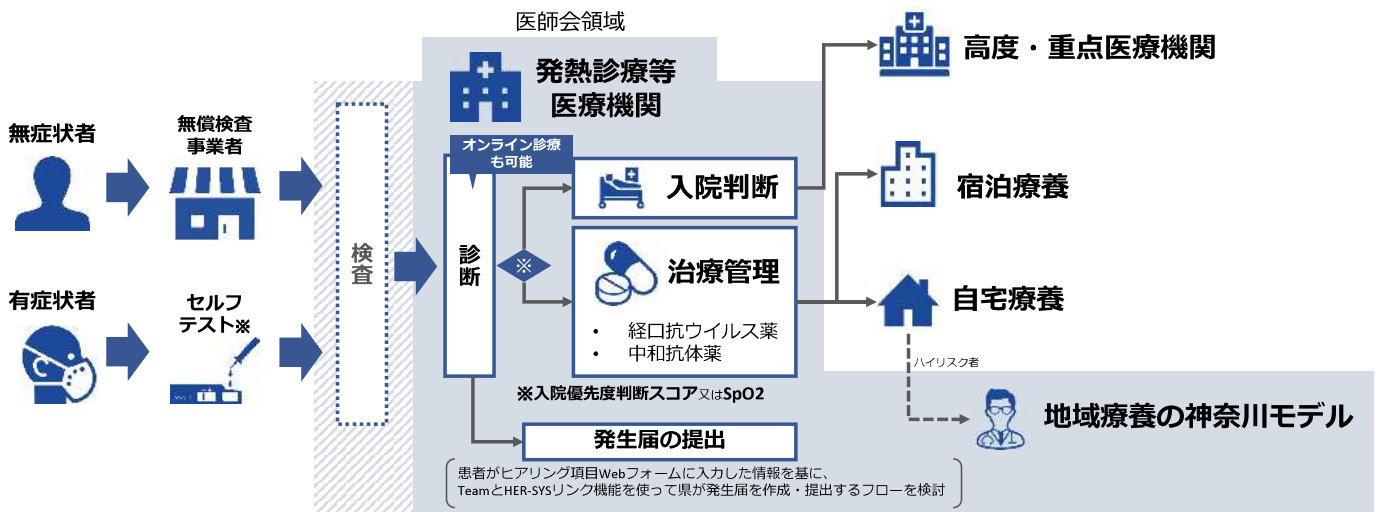 医師会領域
発熱診療等
医療機関
高度・重点医療機関
無症状者
無償検査
事業者
オンライン診療
も可能
入院判断
宿泊療養
検査
診断
※
治療管理
・ 経口抗ウイルス薬
・ 中和抗体薬
自宅療養
有症状者
セルフ
テスト※
ハイリスク者
※入院優先度判断スコア又はSpO2
地域療養の神奈川モデル
発生届の提出
患者がヒアリング項目Webフォームに入力した情報を基に、
TeamとHER-SYSリンク機能を使って県が発生届を作成・提出するフローを検討